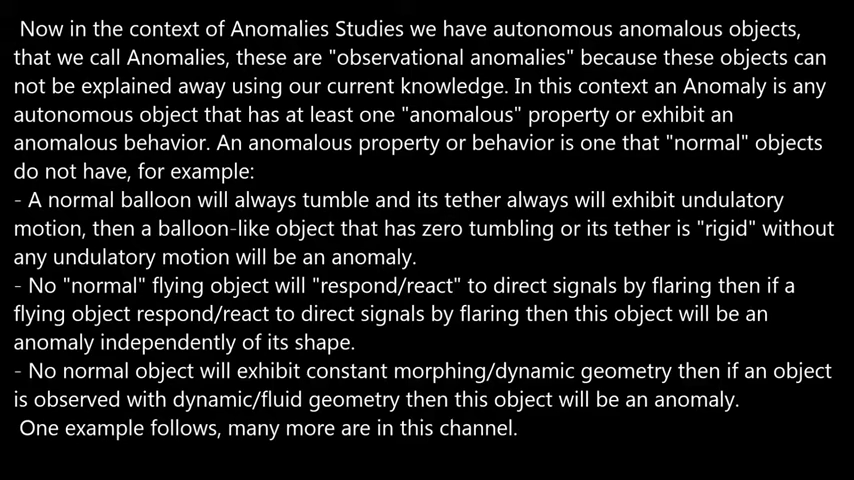 Now in the context of Anomalies Studies we have autonomous anomalous objects,
that we call Anomalies, these are "observational anomalies" because these objects can
not be explained away using our current knowledge. In this context an Anomaly is any
autonomous object that has at least one "anomalous" property or exhibit an
anomalous behavior. An anomalous property or behavior is one that "normal" objects
do not have, for example:
- A normal balloon will always tumble and its tether always will exhibit undulatory
motion, then a balloon-like object that has zero tumbling or its tether is "rigid" without
any undulatory motion will be an anomaly.
- No "normal" flying object will "respond/react" to direct signals by flaring then if a
flying object respond/react to direct signals by flaring then this object will be an
anomaly independently of its shape.
- No normal object will exhibit constant morphing/dynamic geometry then if an object
is observed with dynamic/fluid geometry then this object will be an anomaly.
One example follows, many more are in this channel.